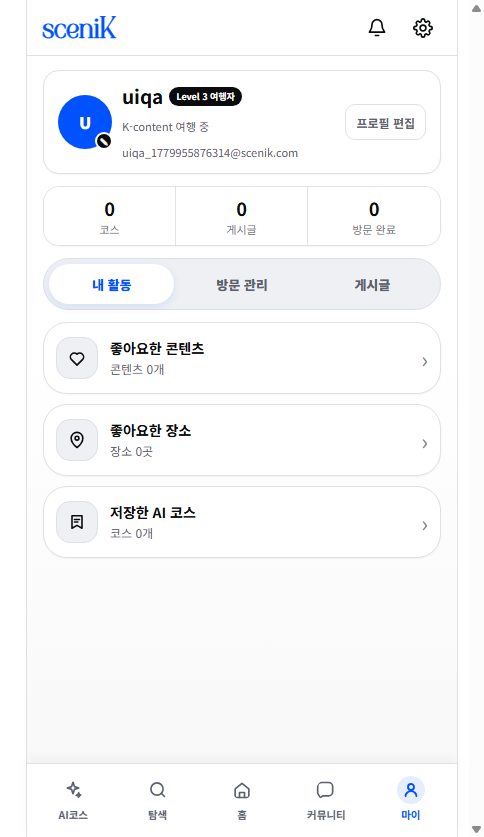 sceniK
uiqa Level 3 여행자
K-content 여행 중
uiqa_1779955876314@scenik.com
프로필 편집
U
0 0 0
코스 게시글 방문 완료
내 활동 방문 관리 게시글
좋아요한 콘텐츠
콘텐츠 0개
좋아요한 장소
장소 0곳
저장한 AI 코스
코스 0개
AI코스 탐색 홈 커뮤니티 마이